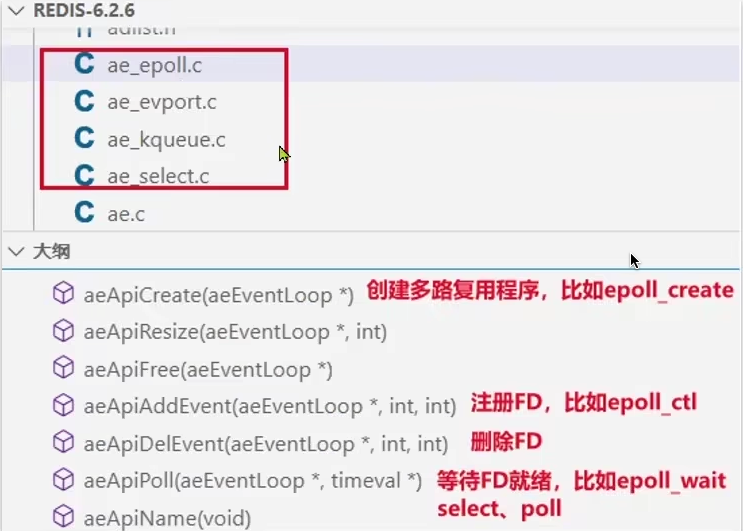 REDIS-6.2.6
adlist.h
C ae_epoll.c
C ae_evport.c
C ae_kqueue.c
C ae_select.c
C ae.c
大纲
aeApiCreate(aeEventLoop *) 创建多路复用程序，比如epoll_create
aeApiResize(aeEventLoop *, int)
aeApiFree(aeEventLoop *)
aeApiAddEvent(aeEventLoop *, int, int) 注册FD，比如epoll_ctl
aeApiDelEvent(aeEventLoop *, int, int) 删除FD
aeApiPoll(aeEventLoop *, timeval *) 等待FD就绪，比如epoll_wait
select、poll
aeApiName(void)